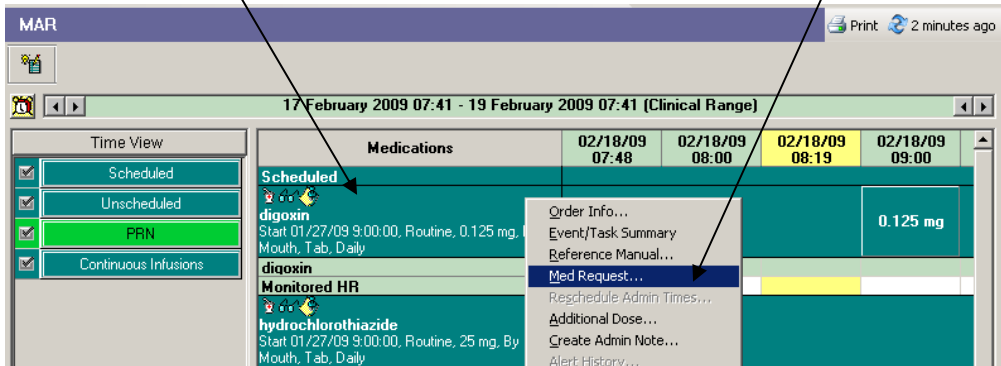 MAR
Print 2 minutes ago
17 February 2009 07:41 - 19 February 2009 07:41 (Clinical Range)
Time View
Scheduled
Unscheduled
PRN
Continuous Infusions
Medications
02/18/09 07:48
02/18/09 08:00
02/18/09 08:19
02/18/09 09:00
Scheduled
digoxin
Start 01/27/09 9:00:00, Routine, 0.125 mg,
Mouth, Tab, Daily
0.125 mg
digoxin
Monitored HR
hydrochlorothiazide
Start 01/27/09 9:00:00, Routine, 25 mg, By
Mouth, Tab, Daily
Order Info...
Event/Task Summary
Reference Manual...
Med Request...
Reschedule Admin Times...
Additional Dose...
Create Admin Note...
Alert History...